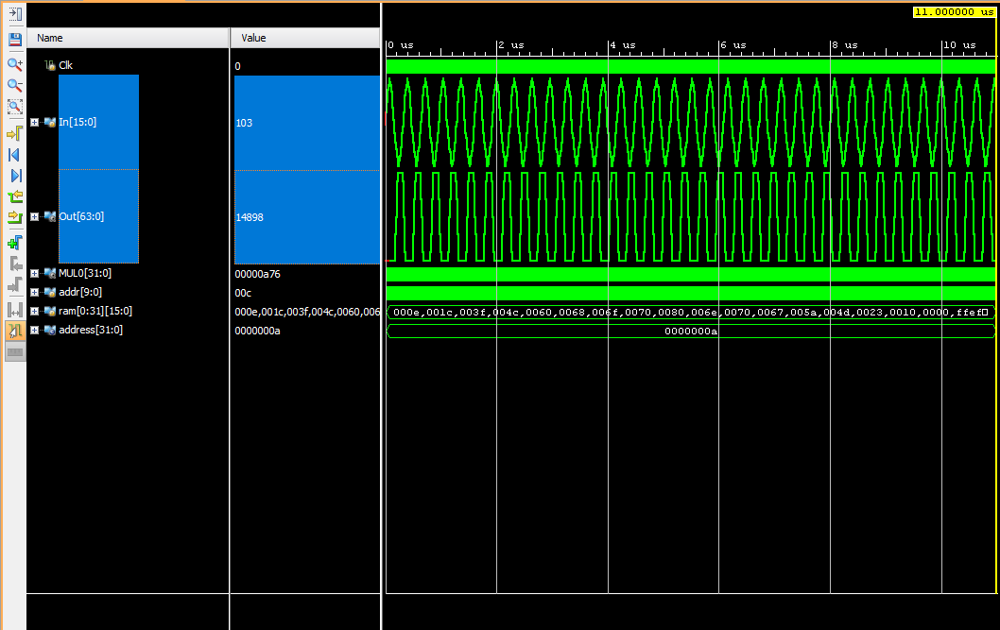 11.000000 us
Name Value
0 us 2 us 4 us 6 us 8 us 10 us
Clk 0
In[15:0] 103
Out[63:0] 14898
MUL0[31:0] 00000a76
addr[9:0] 00c
ram[0:31][15:0] 000e,001c,003f,004c,0060,006 000e,001c,003f,004c,0060,0068,006f,0070,0080,006e,0070,0067,005a,004d,0023,0010,0000,ffef
address[31:0] 0000000a 0000000a